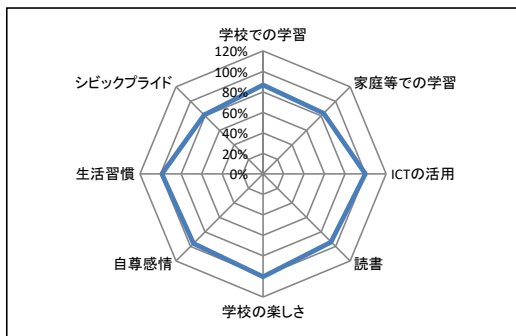 学校での学習
家庭等での学習
ICTの活用
読書
学校の楽しさ
自尊感情
生活習慣
シビックプライド
120%
100%
80%
60%
40%
20%
0%